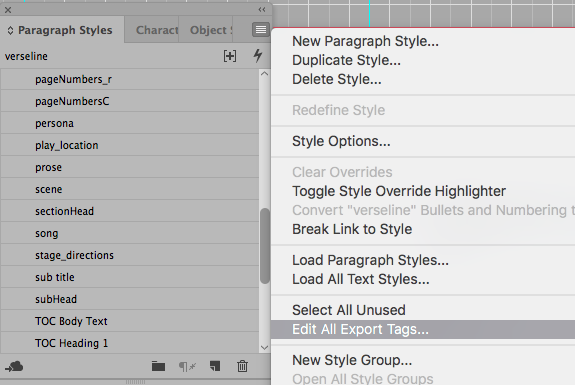 Paragraph Styles
Charact
Object S
verseline
pageNumbers_r
pageNumbersC
persona
play_location
prose
scene
sectionHead
song
stage_directions
sub title
subHead
TOC Body Text
TOC Heading 1
New Paragraph Style...
Duplicate Style...
Delete Style...
Redefine Style
Style Options...
Clear Overrides
Toggle Style Override Highlighter
Convert "verseline" Bullets and Numbering t
Break Link to Style
Load Paragraph Styles...
Load All Text Styles...
Select All Unused
Edit All Export Tags...
New Style Group...
Open All Style Groups